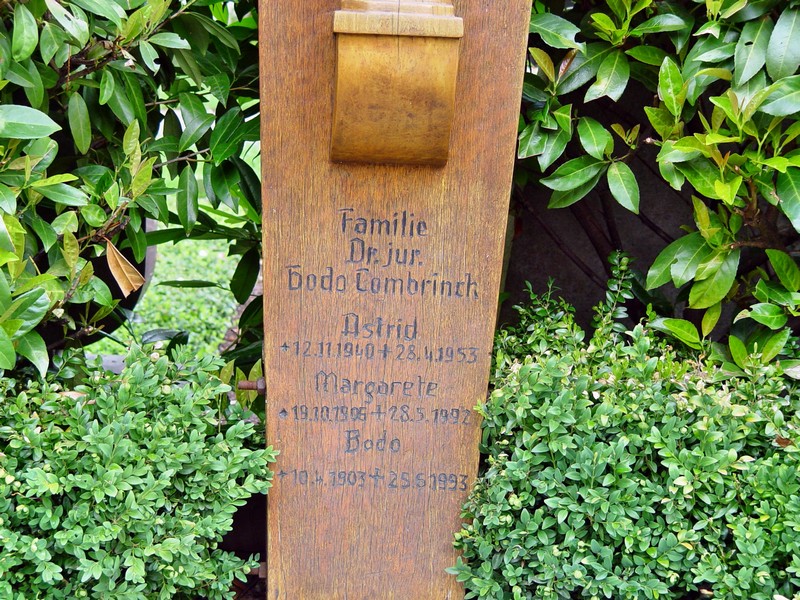 Familie
Dr. jur.
Bodo Combrinck
Astrid
*12.11.1940 †28.4.1953
Margarete
*19.10.1906 †28.5.1992
Bodo
*10.4.1903 †25.6.1993